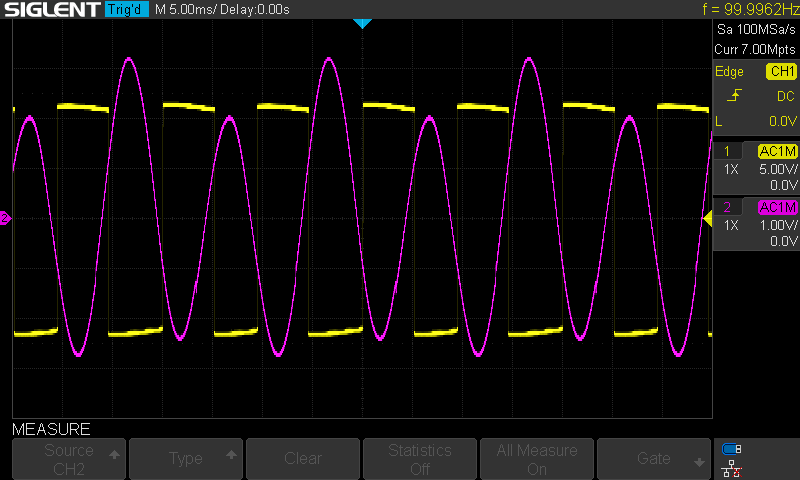 SIGLENT Trig'd M 5.00ms/ Delay:0.00s f = 99.9962Hz
Sa 100MSa/s
Curr 7.00Mpts
Edge CH1
DC
L 0.0V
1 AC1M
1X 5.00V/
0.0V
2 AC1M
1X 1.00V/
0.0V
2
MEASURE
Source CH2
Type
Clear
Statistics Off
All Measure On
Gate